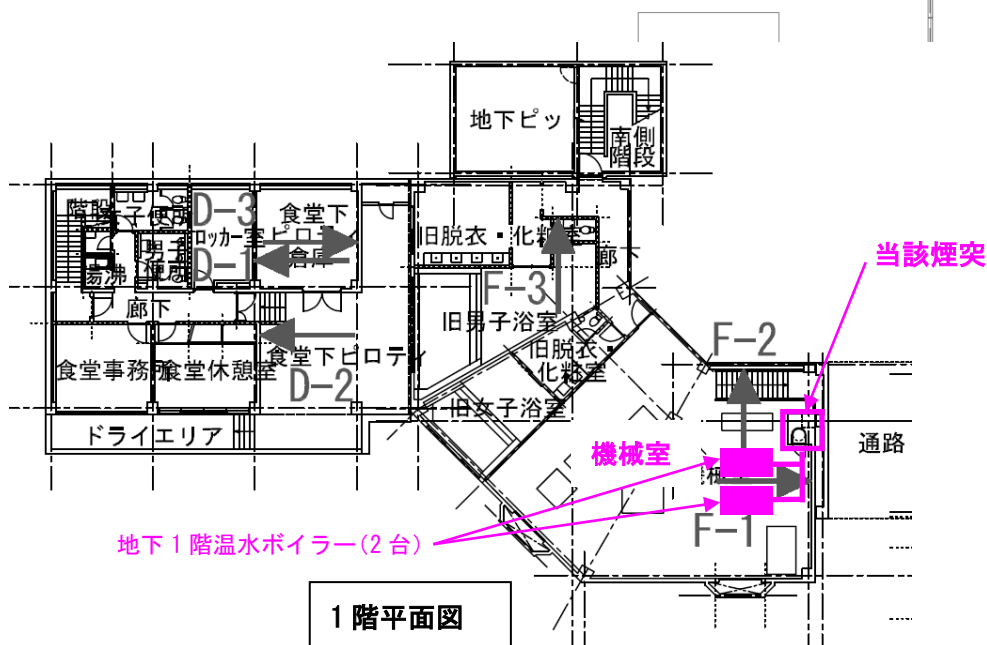 地下ピッ
南側
階段
階段
女子便所
D-3
ロッカー室
ピロティ
食堂下
倉庫
旧脱衣・化粧室
廊下
当該煙突
湯沸
男子
便所
D-1
F-3
廊下
旧男子浴室
F-2
食堂事務所
食堂休憩室
食堂下ピロティ
D-2
旧脱衣・
化粧室
旧女子浴室
ドライエリア
機械室
通路
F-1
地下1階温水ボイラー(2台)
1階平面図